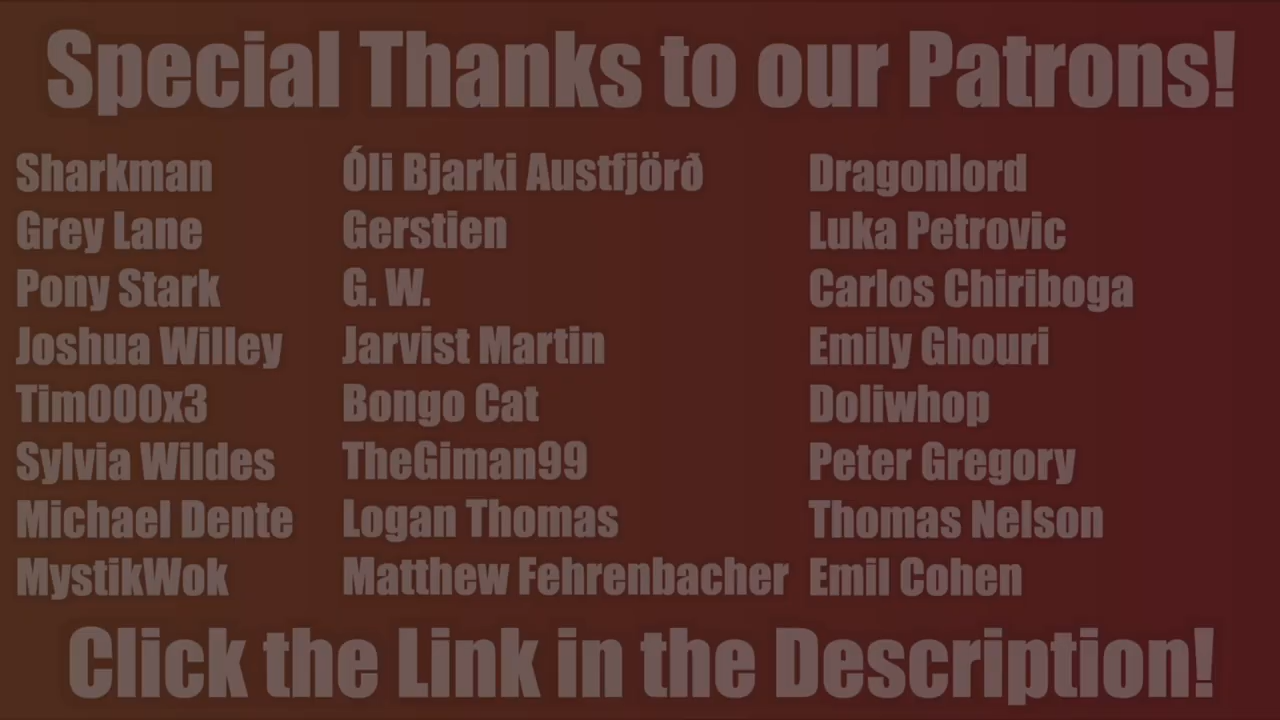 Special Thanks to our Patrons!
Sharkman
Grey Lane
Pony Stark
Joshua Willey
Tim000x3
Sylvia Wildes
Michael Dente
MystikWok
Óli Bjarki Austfjörð
Gerstien
G. W.
Jarvist Martin
Bongo Cat
TheGiman99
Logan Thomas
Matthew Fehrenbacher
Dragonlord
Luka Petrovic
Carlos Chiriboga
Emily Ghouri
Doliwhop
Peter Gregory
Thomas Nelson
Emil Cohen
Click the Link in the Description!